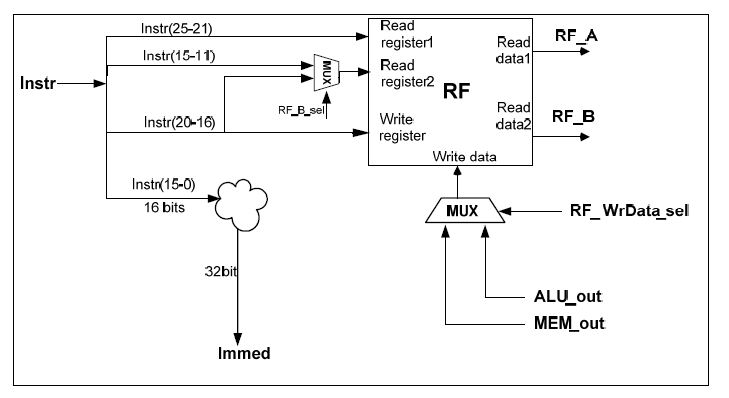 Instr(25-21)
Instr(15-11)
Instr
MUX
RF_B_sel
Instr(20-16)
Instr(15-0)
16 bits
32bit
Immed
Read
register1
Read
register2
Write
register
RF
Read
data1
Read
data2
Write data
RF_A
RF_B
MUX
RF_WrData_sel
ALU_out
MEM_out